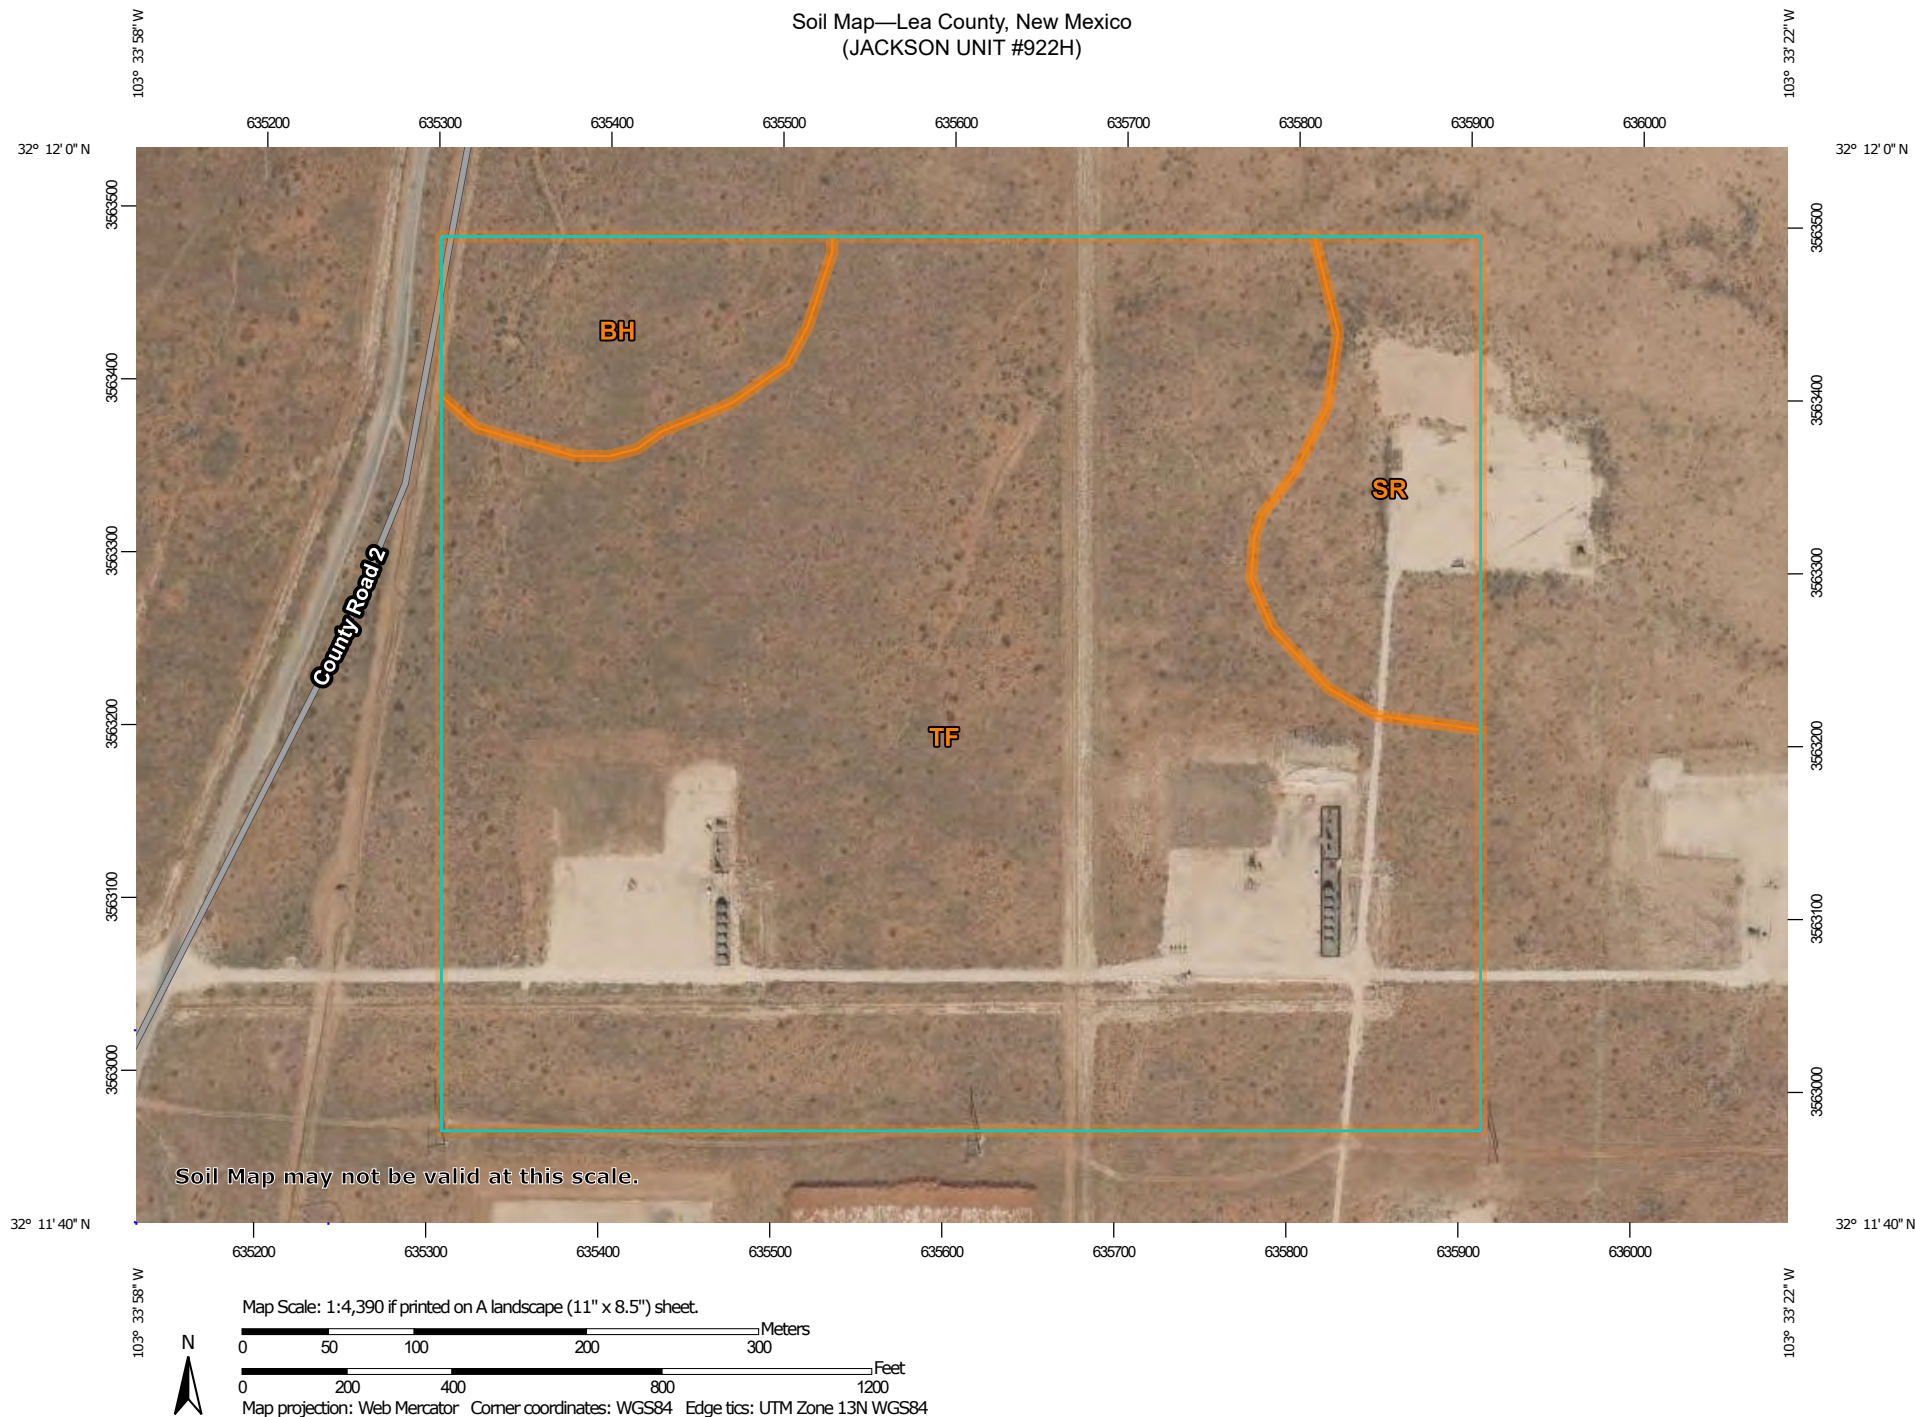 Soil Map—Lea County, New Mexico
(JACKSON UNIT #922H)
103° 33' 58" W
103° 33' 22" W
635200 635300 635400 635500 635600 635700 635800 635900 636000
32° 12' 0" N
32° 12' 0" N
3563500
3563500
BH
3563400
3563400
SR
3563300
3563300
County Road 2
3563200
3563200
TF
3563100
3563100
3563000
3563000
Soil Map may not be valid at this scale.
32° 11' 40" N
32° 11' 40" N
635200 635300 635400 635500 635600 635700 635800 635900 636000
103° 33' 58" W
103° 33' 22" W
Map Scale: 1:4,390 if printed on A landscape (11" x 8.5") sheet.
Meters
0 50 100 200 300
N
Feet
0 200 400 800 1200
Map projection: Web Mercator Corner coordinates: WGS84 Edge tics: UTM Zone 13N WGS84